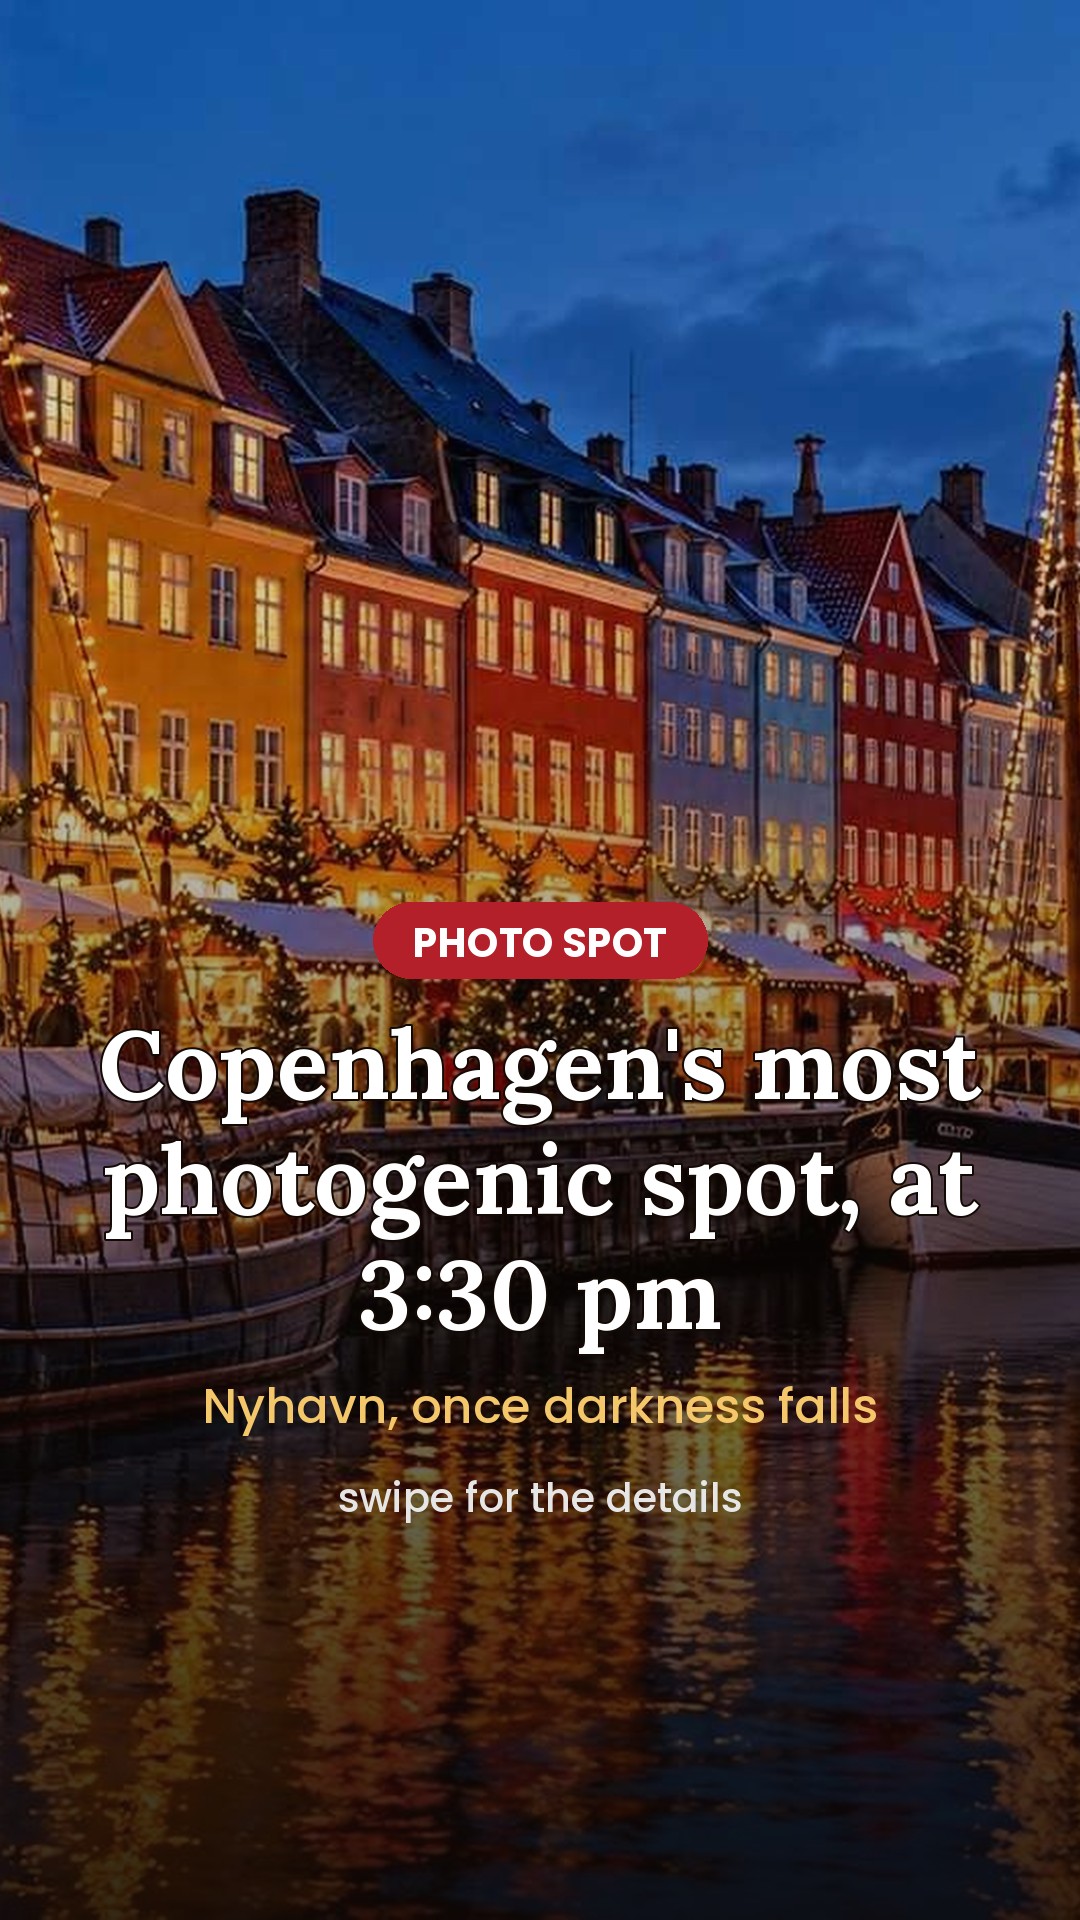 PHOTO SPOT
Copenhagen's most
photogenic spot, at
3:30 pm
Nyhavn, once darkness falls
swipe for the details